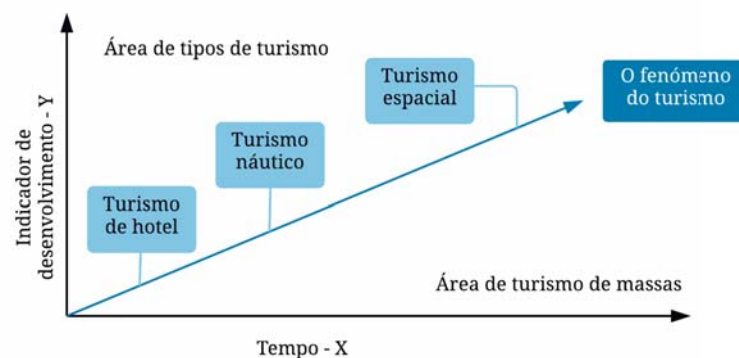 Área de tipos de turismo
Turismo
espacial
O fenómeno
do turismo
Turismo
náutico
Turismo
de hotel
Indicador de
desenvolvimento - Y
Área de turismo de massas
Tempo - X